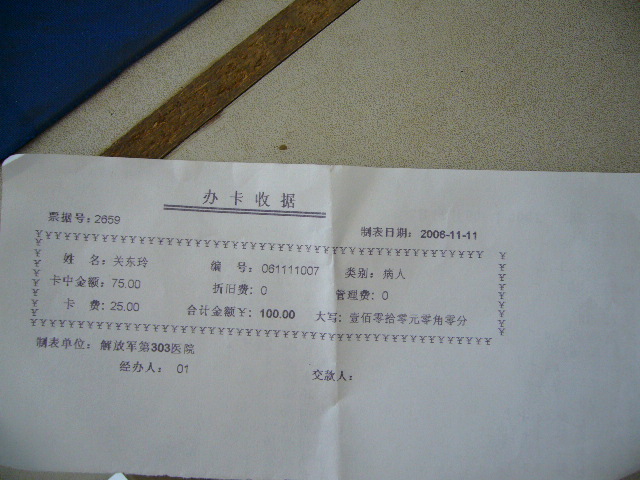 办卡收据
票据号:2659 制表日期: 2006-11-11
姓 名: 关东玲 编 号: 061111007 类别: 病人
卡中金额: 75.00 折旧费: 0 管理费: 0
卡 费: 25.00 合计金额¥: 100.00 大写: 壹佰零拾零元零角零分
制表单位: 解放军第303医院
经办人: 01 交款人: